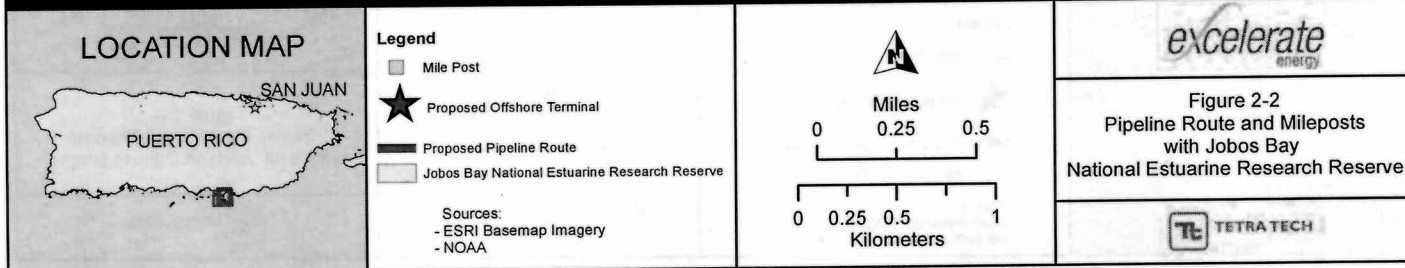 LOCATION MAP
SAN JUAN
PUERTO RICO
Legend
Mile Post
Proposed Offshore Terminal
Proposed Pipeline Route
Jobos Bay National Estuarine Research Reserve
Sources:
- ESRI Basemap Imagery
- NOAA
N
Miles
0 0.25 0.5
0 0.25 0.5 1
Kilometers
excelerate
energy
Figure 2-2
Pipeline Route and Mileposts
with Jobos Bay
National Estuarine Research Reserve
Tt TETRA TECH